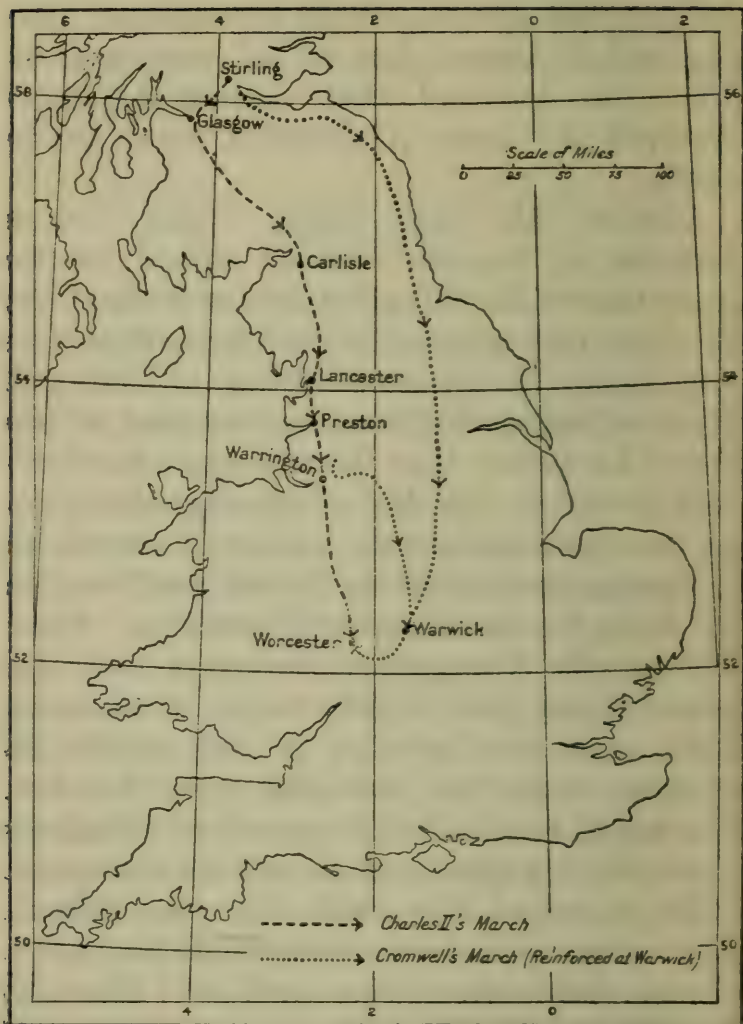 6 4 2 0 2
Stirling
58
56
Glasgow
Scale of Miles
0 25 50 75 100
Carlisle
54
54
Lancaster
Preston
Warrington
Worcester
Warwick
52
52
Charles II's March
50
50
Cromwell's March (Reinforced at Warwick)
4 2 0